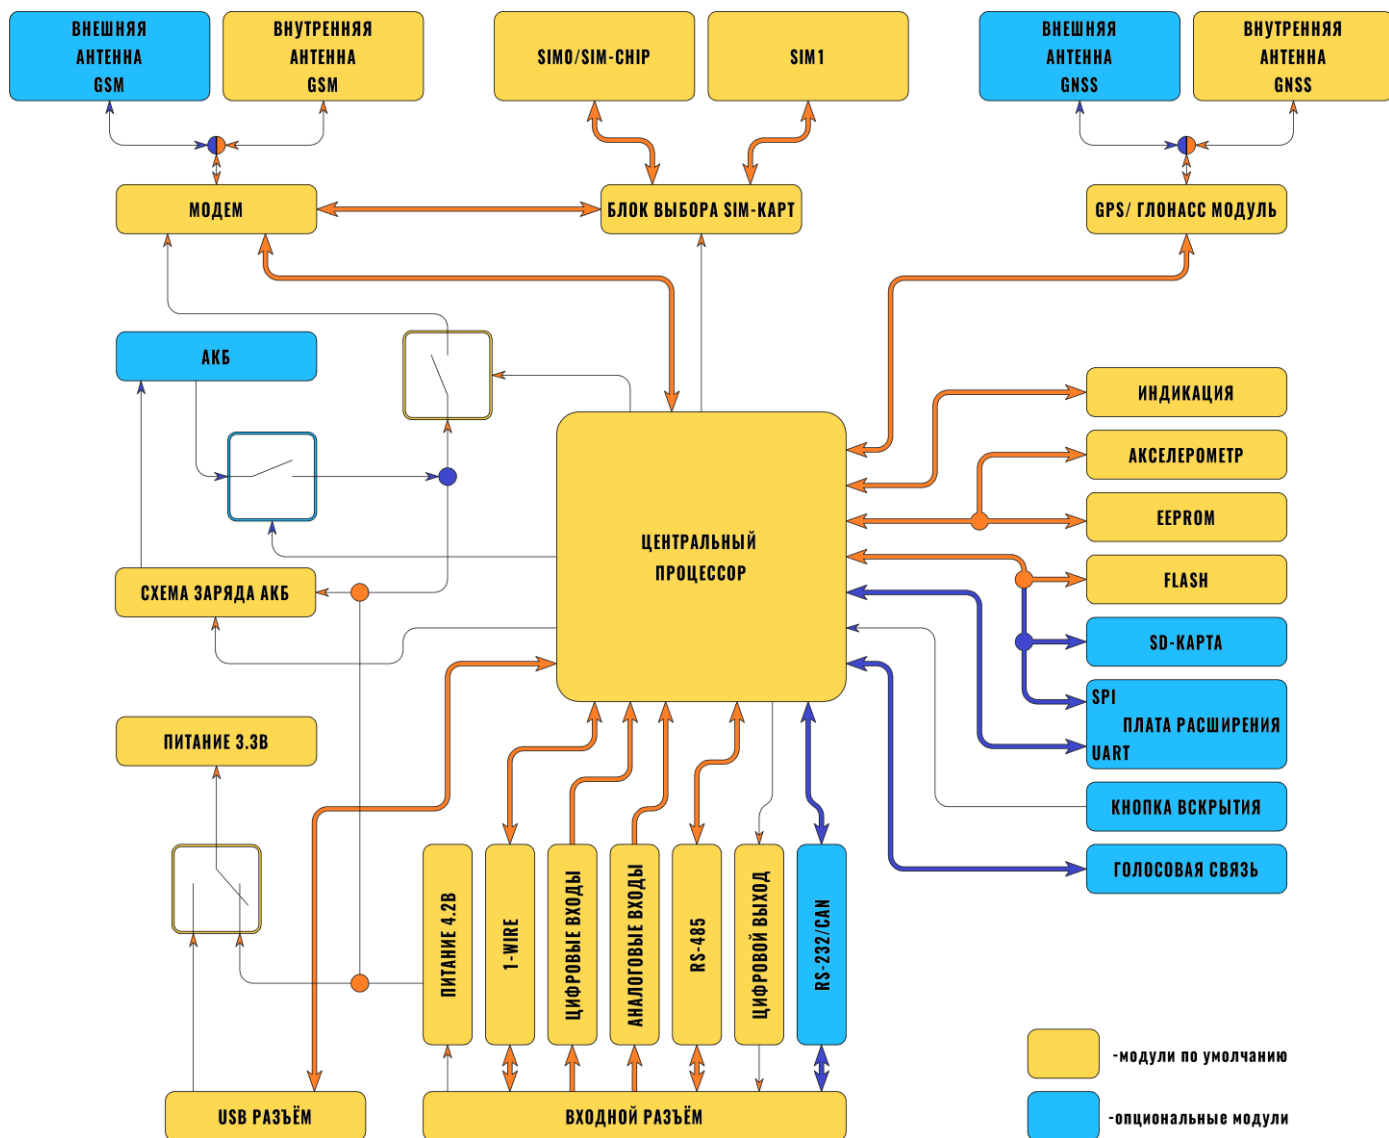 ВНЕШНЯЯ
АНТЕННА
GSM
ВНУТРЕННЯЯ
АНТЕННА
GSM
SIM0/SIM-CHIP
SIM1
ВНЕШНЯЯ
АНТЕННА
GNSS
ВНУТРЕННЯЯ
АНТЕННА
GNSS
МОДЕМ
БЛОК ВЫБОРА SIM-КАРТ
GPS/ ГЛОНАСС МОДУЛЬ
АКБ
ИНДИКАЦИЯ
АКСЕЛЕРОМЕТР
EEPROM
ЦЕНТРАЛЬНЫЙ
ПРОЦЕССОР
СХЕМА ЗАРЯДА АКБ
FLASH
SD-КАРТА
SPI
ПЛАТА РАСШИРЕНИЯ
UART
ПИТАНИЕ 3.3В
КНОПКА ВСКРЫТИЯ
ГОЛОСОВАЯ СВЯЗЬ
ПИТАНИЕ 4.2В
1-WIRE
ЦИФРОВЫЕ ВХОДЫ
АНАЛОГОВЫЕ ВХОДЫ
RS-485
ЦИФРОВОЙ ВЫХОД
RS-232/CAN
USB РАЗЪЁМ
ВХОДНОЙ РАЗЪЁМ
-модули по умолчанию
-опциональные модули